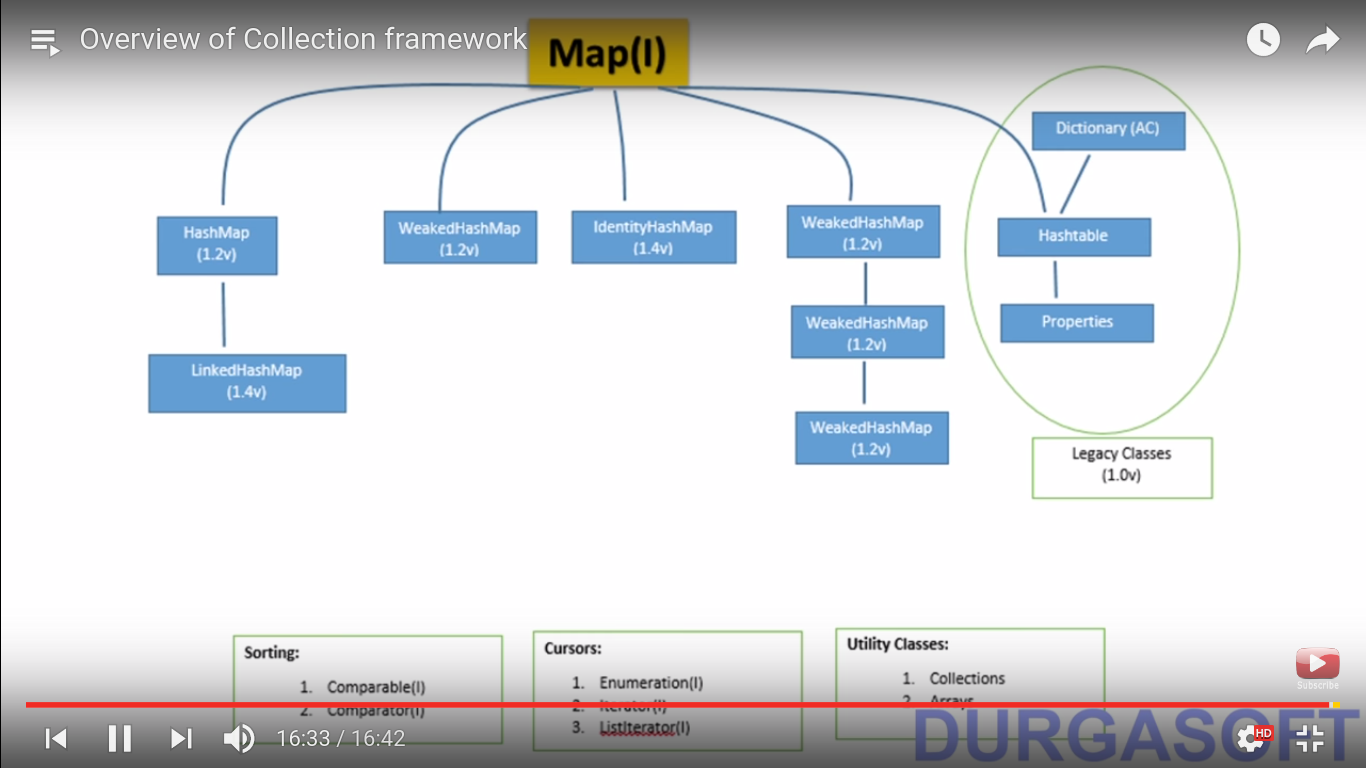 Overview of Collection framework
Map(I)
Dictionary (AC)
HashMap
(1.2v)
WeakedHashMap
(1.2v)
IdentityHashMap
(1.4v)
WeakedHashMap
(1.2v)
Hashtable
WeakedHashMap
(1.2v)
Properties
LinkedHashMap
(1.4v)
WeakedHashMap
(1.2v)
Legacy Classes
(1.0v)
Sorting:
1. Comparable(I)
2. Comparator(I)
Cursors:
1. Enumeration(I)
2. Iterator(I)
3. ListIterator(I)
Utility Classes:
1. Collections
2. Arrays
Subscribe
DURGASOFT
16:33 / 16:42
HD